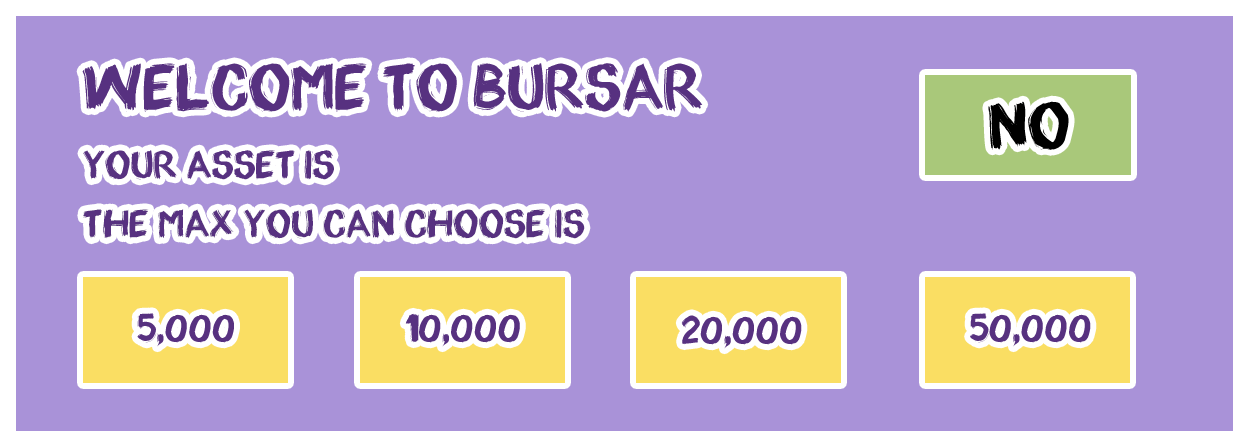 WELCOME TO BURSAR
NO
YOUR ASSET IS
THE MAX YOU CAN CHOOSE IS
5,000
10,000
20,000
50,000